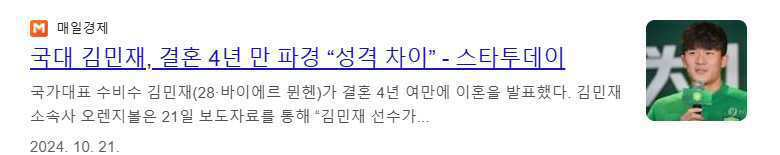 매일경제
국대 김민재, 결혼 4년 만 파경 “성격 차이” - 스타투데이
국가대표 수비수 김민재(28·바이에르 뮌헨)가 결혼 4년 여만에 이혼을 발표했다. 김민재
소속사 오렌지볼은 21일 보도자료를 통해 “김민재 선수가...
2024. 10. 21.